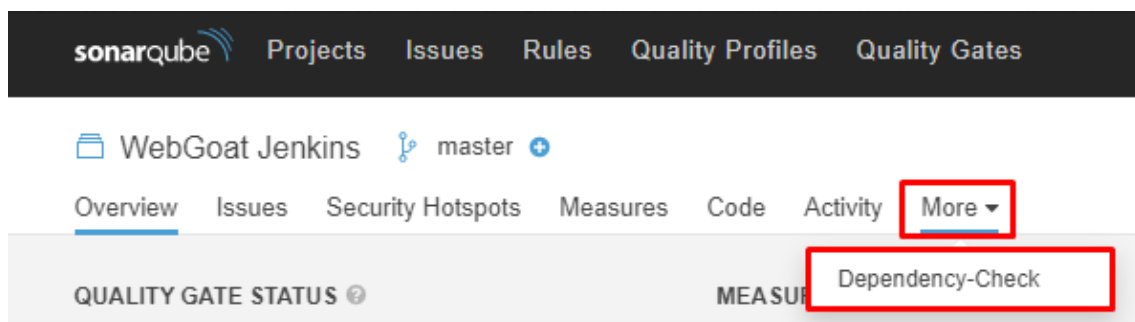 sonarqube Projects Issues Rules Quality Profiles Quality Gates
WebGoat Jenkins master
Overview Issues Security Hotspots Measures Code Activity More
Dependency-Check
QUALITY GATE STATUS